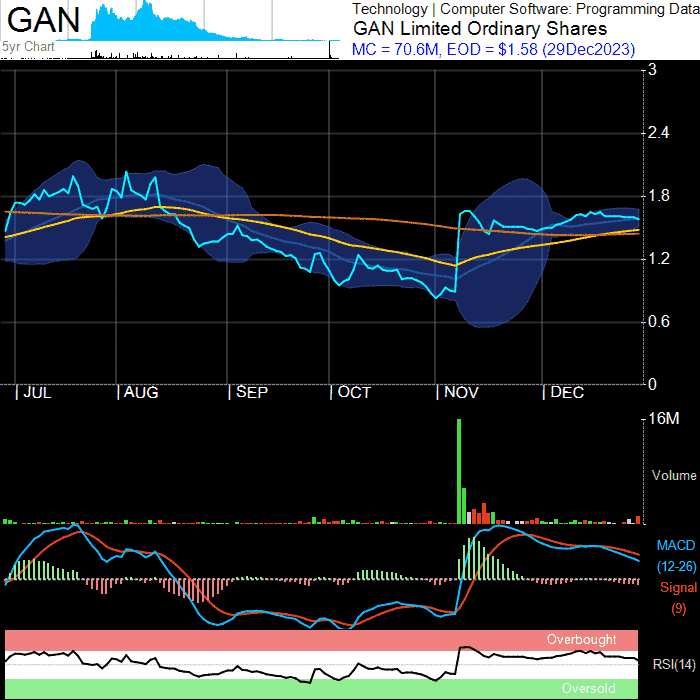 GAN
5yr Chart
Technology | Computer Software: Programming Data
GAN Limited Ordinary Shares
MC = 70.6M, EOD = $1.58 (29Dec2023)
3
2.4
1.8
1.2
0.6
0
JUL AUG SEP OCT NOV DEC
16M
Volume
MACD
(12-26)
Signal
(9)
Overbought
RSI(14)
Oversold